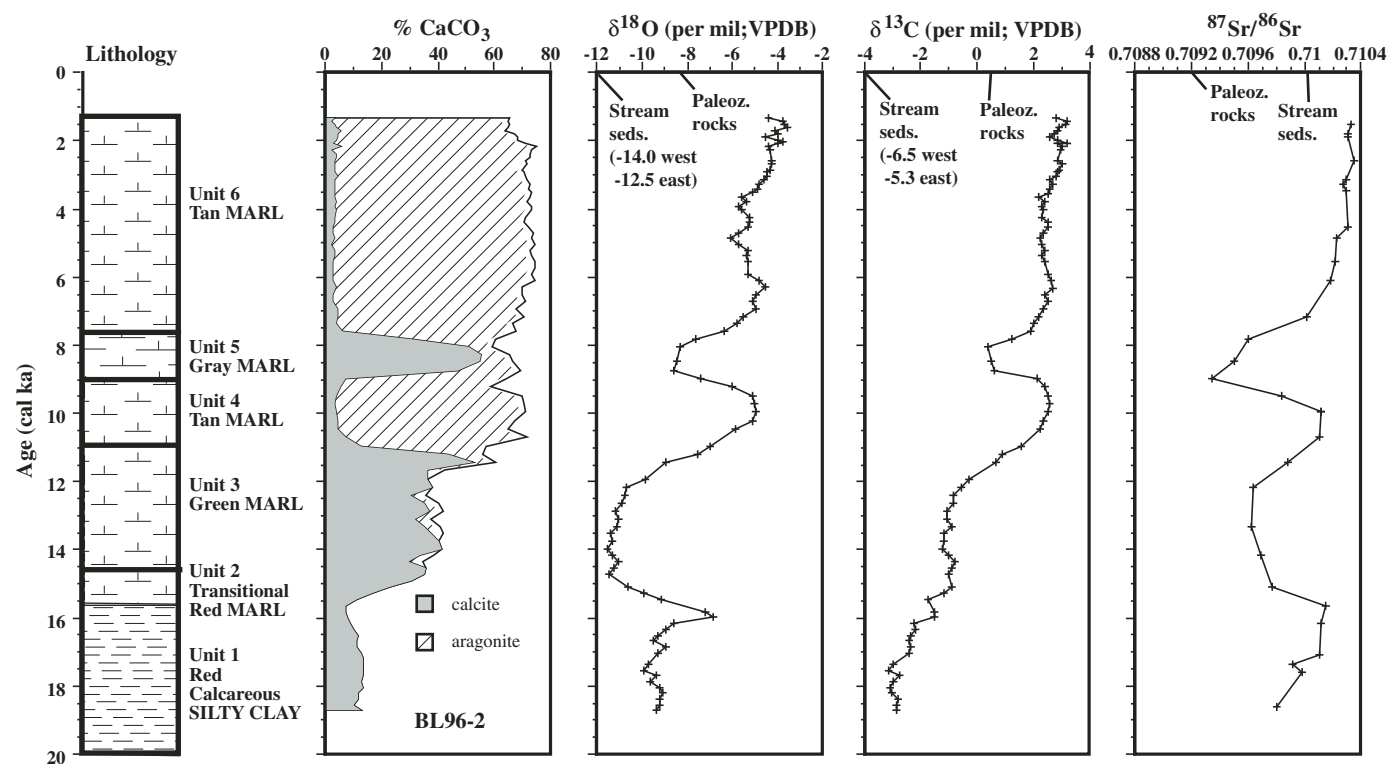 Lithology
% CaCO3
δ18O (per mil;VPDB)
δ13C (per mil; VPDB)
87Sr/86Sr
0 20 40 60 80
-12 -10 -8 -6 -4 -2
-4 -2 0 2 4
0.7088 0.7092 0.7096 0.71 0.7104
Age (cal ka)
0
2
4
6
8
10
12
14
16
18
20
Unit 6
Tan MARL
Unit 5
Gray MARL
Unit 4
Tan MARL
Unit 3
Green MARL
Unit 2
Transitional
Red MARL
Unit 1
Red
Calcareous
SILTY CLAY
calcite
aragonite
BL96-2
Stream
seds.
(-14.0 west
-12.5 east)
Paleoz.
rocks
Stream
seds.
(-6.5 west
-5.3 east)
Paleoz.
rocks
Paleoz.
rocks
Stream
seds.